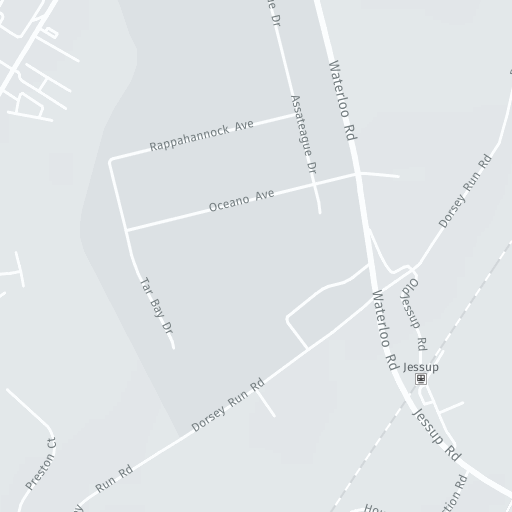 Assateague Dr
Waterloo Rd
Rappahannock Ave
Oceano Ave
Dorsey Run Rd
Tar Bay Dr
Old Jessup Rd
Waterloo Rd
Jessup
Dorsey Run Rd
Jessup Rd
Preston Ct
Run Rd